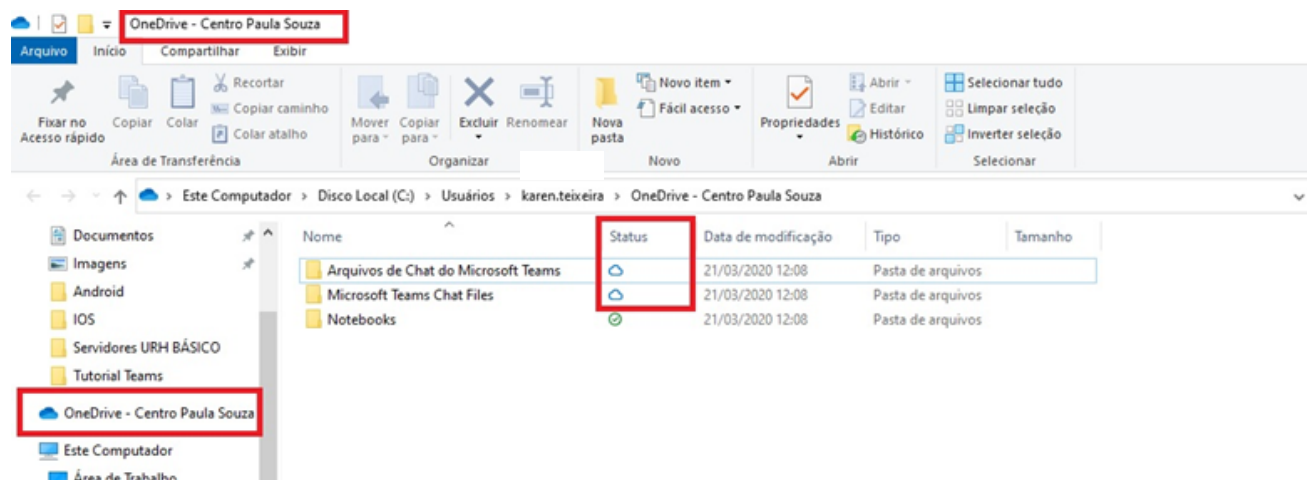 OneDrive - Centro Paula Souza
Arquivo Início Compartilhar Exibir
Fixar no Acesso rápido
Copiar
Colar
Recortar
Copiar caminho
Colar atalho
Área de Transferência
Mover para
Copiar para
Excluir
Renomear
Organizar
Nova pasta
Novo item
Fácil acesso
Novo
Propriedades
Abrir
Editar
Histórico
Abrir
Selecionar tudo
Limpar seleção
Inverter seleção
Selecionar
Este Computador > Disco Local (C:) > Usuários > karen.teixeira > OneDrive - Centro Paula Souza
Documentos
Imagens
Android
IOS
Servidores URH BÁSICO
Tutorial Teams
OneDrive - Centro Paula Souza
Este Computador
Área de Trabalho
Nome Status Data de modificação Tipo Tamanho
Arquivos de Chat do Microsoft Teams 21/03/2020 12:08 Pasta de arquivos
Microsoft Teams Chat Files 21/03/2020 12:08 Pasta de arquivos
Notebooks 21/03/2020 12:08 Pasta de arquivos